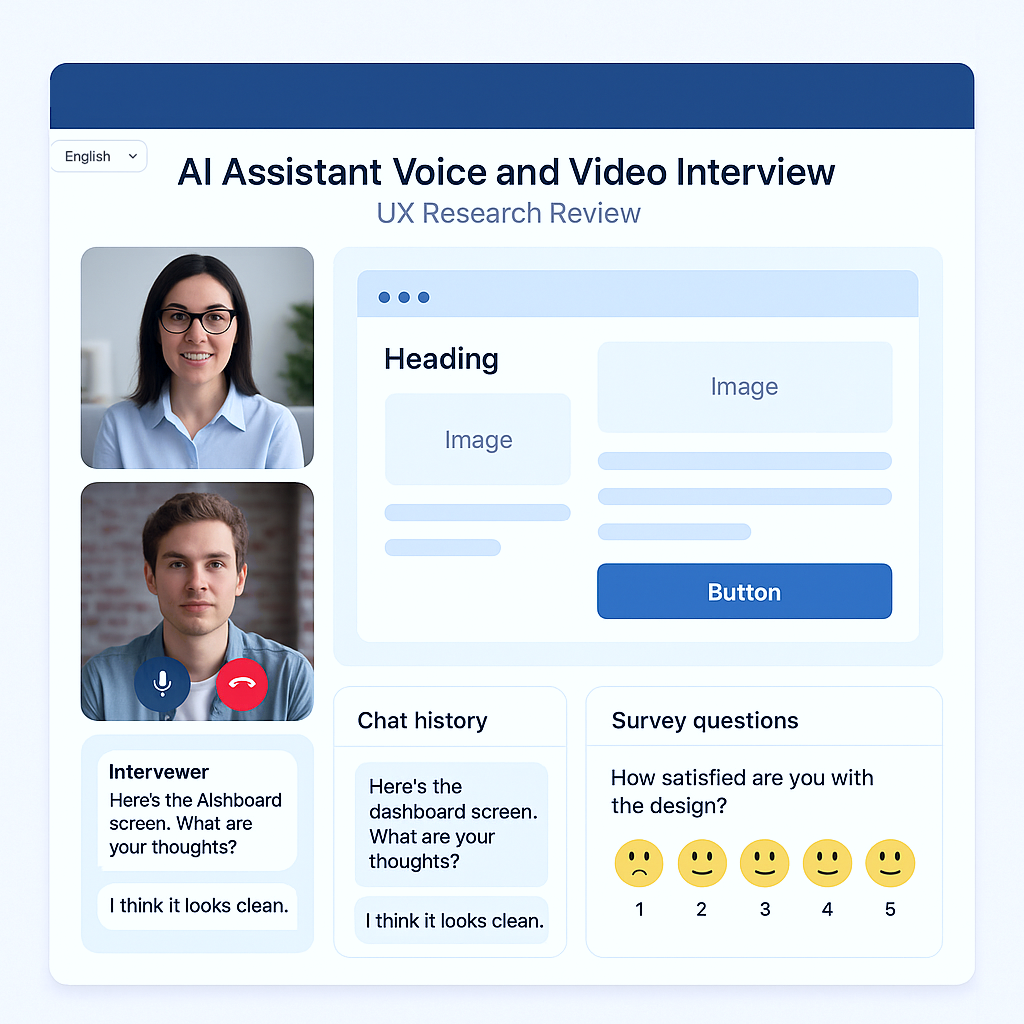 English
AI Assistant Voice and Video Interview
UX Research Review
Heading
Image
Image
Button
Intervewer
Here's the AIshboard
screen. What are
your thoughts?
I think it looks clean.
Chat history
Here's the
dashboard screen.
What are your
thoughts?
I think it looks clean.
Survey questions
How satisfied are you with
the design?
1 2 3 4 5